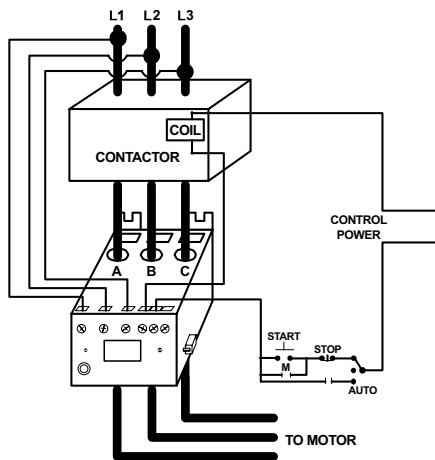 L1 L2 L3
COIL
CONTACTOR
CONTROL
POWER
A B C
START
STOP
M
AUTO
TO MOTOR